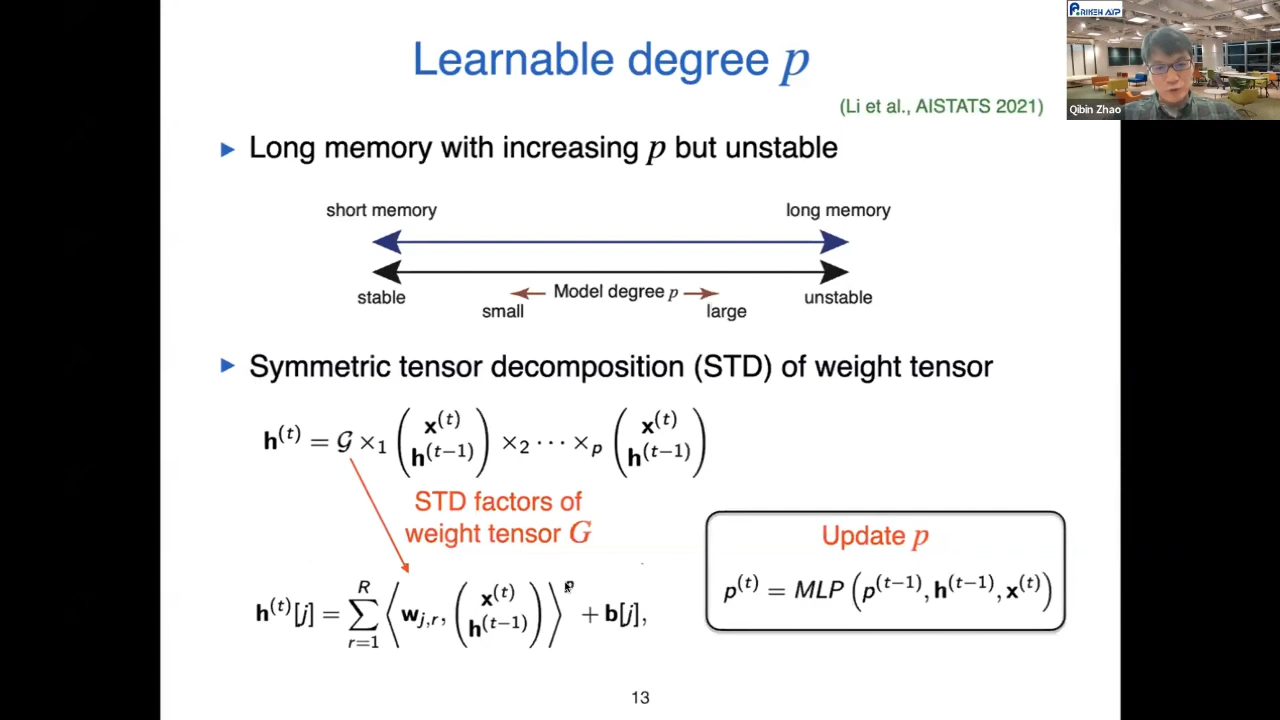 Learnable degree p
RIKEN AIP
Qibin Zhao
(Li et al., AISTATS 2021)
▶ Long memory with increasing p but unstable
short memory long memory
stable small Model degree p large unstable
▶ Symmetric tensor decomposition (STD) of weight tensor
h^{(t)} = 𝒢 ×₁ ( x^{(t)} h^{(t−1)} ) ×₂ ⋯ ×_p ( x^{(t)} h^{(t−1)} )
STD factors of
weight tensor G
h^{(t)}[j] = ∑_{r=1}^{R} ⟨ w_{j,r}, ( x^{(t)} h^{(t−1)} ) ⟩^p + b[j],
Update p
p^{(t)} = MLP ( p^{(t−1)}, h^{(t−1)}, x^{(t)} )
13